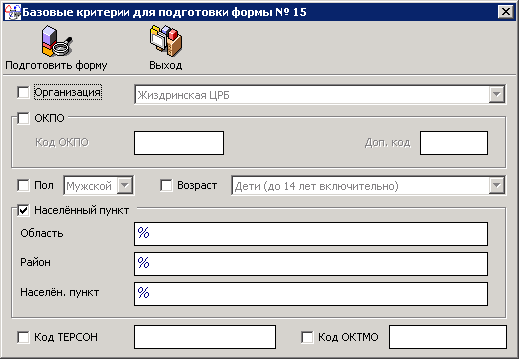 Базовые критерии для подготовки формы № 15
Подготовить форму Выход
Организация Жиздринская ЦРБ
ОКПО
Код ОКПО Доп. код
Пол Мужской Возраст Дети (до 14 лет включительно)
Населённый пункт
Область %
Район %
Населён. пункт %
Код ТЕРСОН Код ОКТМО